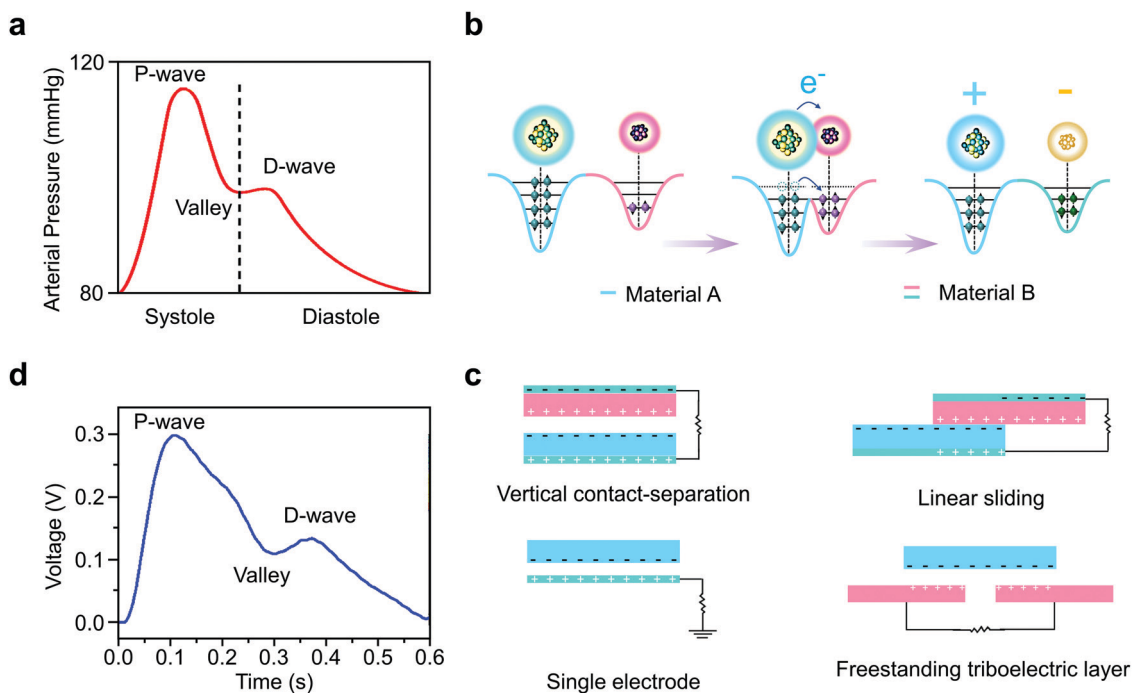 a
120
Arterial Pressure (mmHg)
80
P-wave
Valley
D-wave
Systole
Diastole
b
e-
+
-
Material A
Material B
d
Voltage (V)
0.3
0.2
0.1
0.0
P-wave
Valley
D-wave
0.0 0.1 0.2 0.3 0.4 0.5 0.6
Time (s)
c
Vertical contact-separation
Linear sliding
Single electrode
Freestanding triboelectric layer